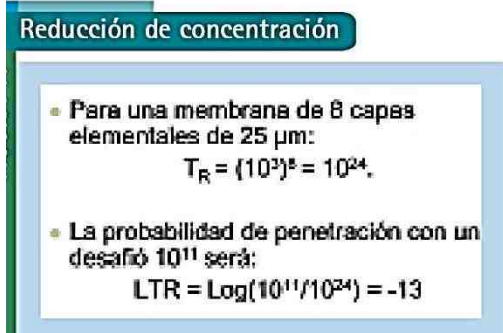 Reducción de concentración
• Para una membrana de 8 capas
elementales de 25 µm:
T_R = (10³)⁸ = 10²⁴.
• La probabilidad de penetración con un
desafió 10¹¹ será:
LTR = Log(10¹¹/10²⁴) = -13